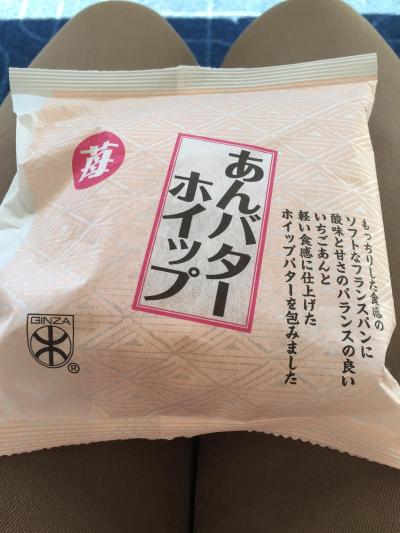 苺
あんバター
ホイップ
もっちりした食感の
ソフトなフランスパンに
酸味と甘さのバランスの良い
いちごあんと
軽い食感に仕上げた
ホイップバターを包みました
GINZA
木
®